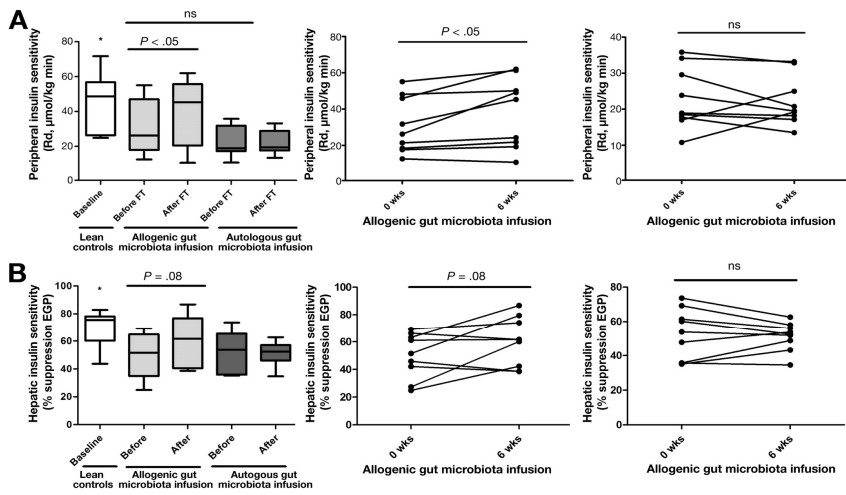 A
ns
P < .05
*
Peripheral insulin sensitivity
(Rd, µmol/kg min)
80
60
40
20
0
Baseline
Before FT
After FT
Before FT
After FT
Lean
controls
Allogenic gut
microbiota infusion
Autologous gut
microbiota infusion
P < .05
Peripheral insulin sensitivity
(Rd, µmol/kg min)
80
60
40
20
0
0 wks
6 wks
Allogenic gut microbiota infusion
ns
Peripheral insulin sensitivity
(Rd, µmol/kg min)
40
30
20
10
0
0 wks
6 wks
Allogenic gut microbiota infusion
B
P = .08
*
Hepatic insulin sensitivity
(% suppression EGP)
100
80
60
40
20
0
Baseline
Before
After
Before
After
Lean
controls
Allogenic gut
microbiota infusion
Autogous gut
microbiota infusion
P = .08
Hepatic insulin sensitivity
(% suppression EGP)
100
80
60
40
20
0
0 wks
6 wks
Allogenic gut microbiota infusion
ns
Hepatic insulin sensitivity
(% suppression EGP)
80
60
40
20
0
0 wks
6 wks
Allogenic gut microbiota infusion